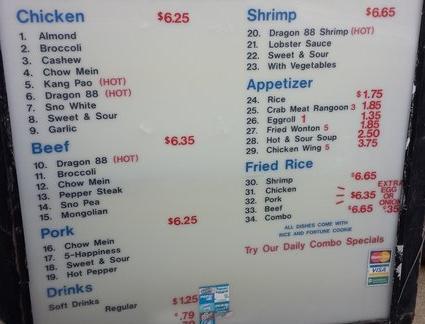 Chicken $6.25
1. Almond
2. Broccoli
3. Cashew
4. Chow Mein
5. Kang Pao (HOT)
6. Dragon 88 (HOT)
7. Sno White
8. Sweet & Sour
9. Garlic
Beef $6.35
10. Dragon 88 (HOT)
11. Broccoli
12. Chow Mein
13. Pepper Steak
14. Sno Pea
15. Mongolian
Pork $6.25
16. Chow Mein
17. 5-Happiness
18. Sweet & Sour
19. Hot Pepper
Drinks
Soft Drinks $1.25
Regular .79
Shrimp $6.65
20. Dragon 88 Shrimp (HOT)
21. Lobster Sauce
22. Sweet & Sour
23. With Vegetables
Appetizer
24. Rice $1.75
25. Crab Meat Rangoon 3 1.85
26. Eggroll 1 1.35
27. Fried Wonton 5 1.85
28. Hot & Sour Soup 2.50
29. Chicken Wing 5 3.75
Fried Rice
30. Shrimp $6.65
31. Chicken
32. Pork $6.35
33. Beef $6.65
34. Combo
EXTRA
EGG
OR
ONION
.35
ALL DISHES COME WITH
RICE AND FORTUNE COOKIE
Try Our Daily Combo Specials
MasterCard
VISA